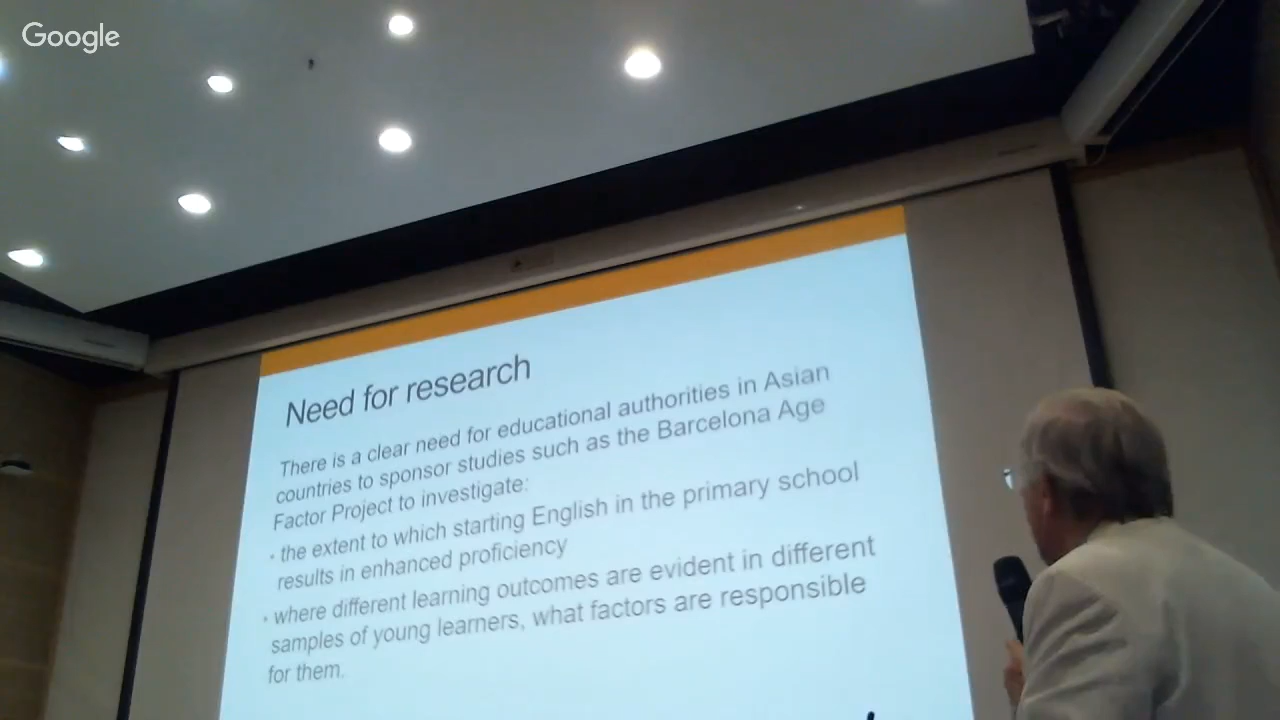 Google
Need for research
There is a clear need for educational authorities in Asian
countries to sponsor studies such as the Barcelona Age
Factor Project to investigate:
· the extent to which starting English in the primary school
results in enhanced proficiency
· where different learning outcomes are evident in different
samples of young learners, what factors are responsible
for them.